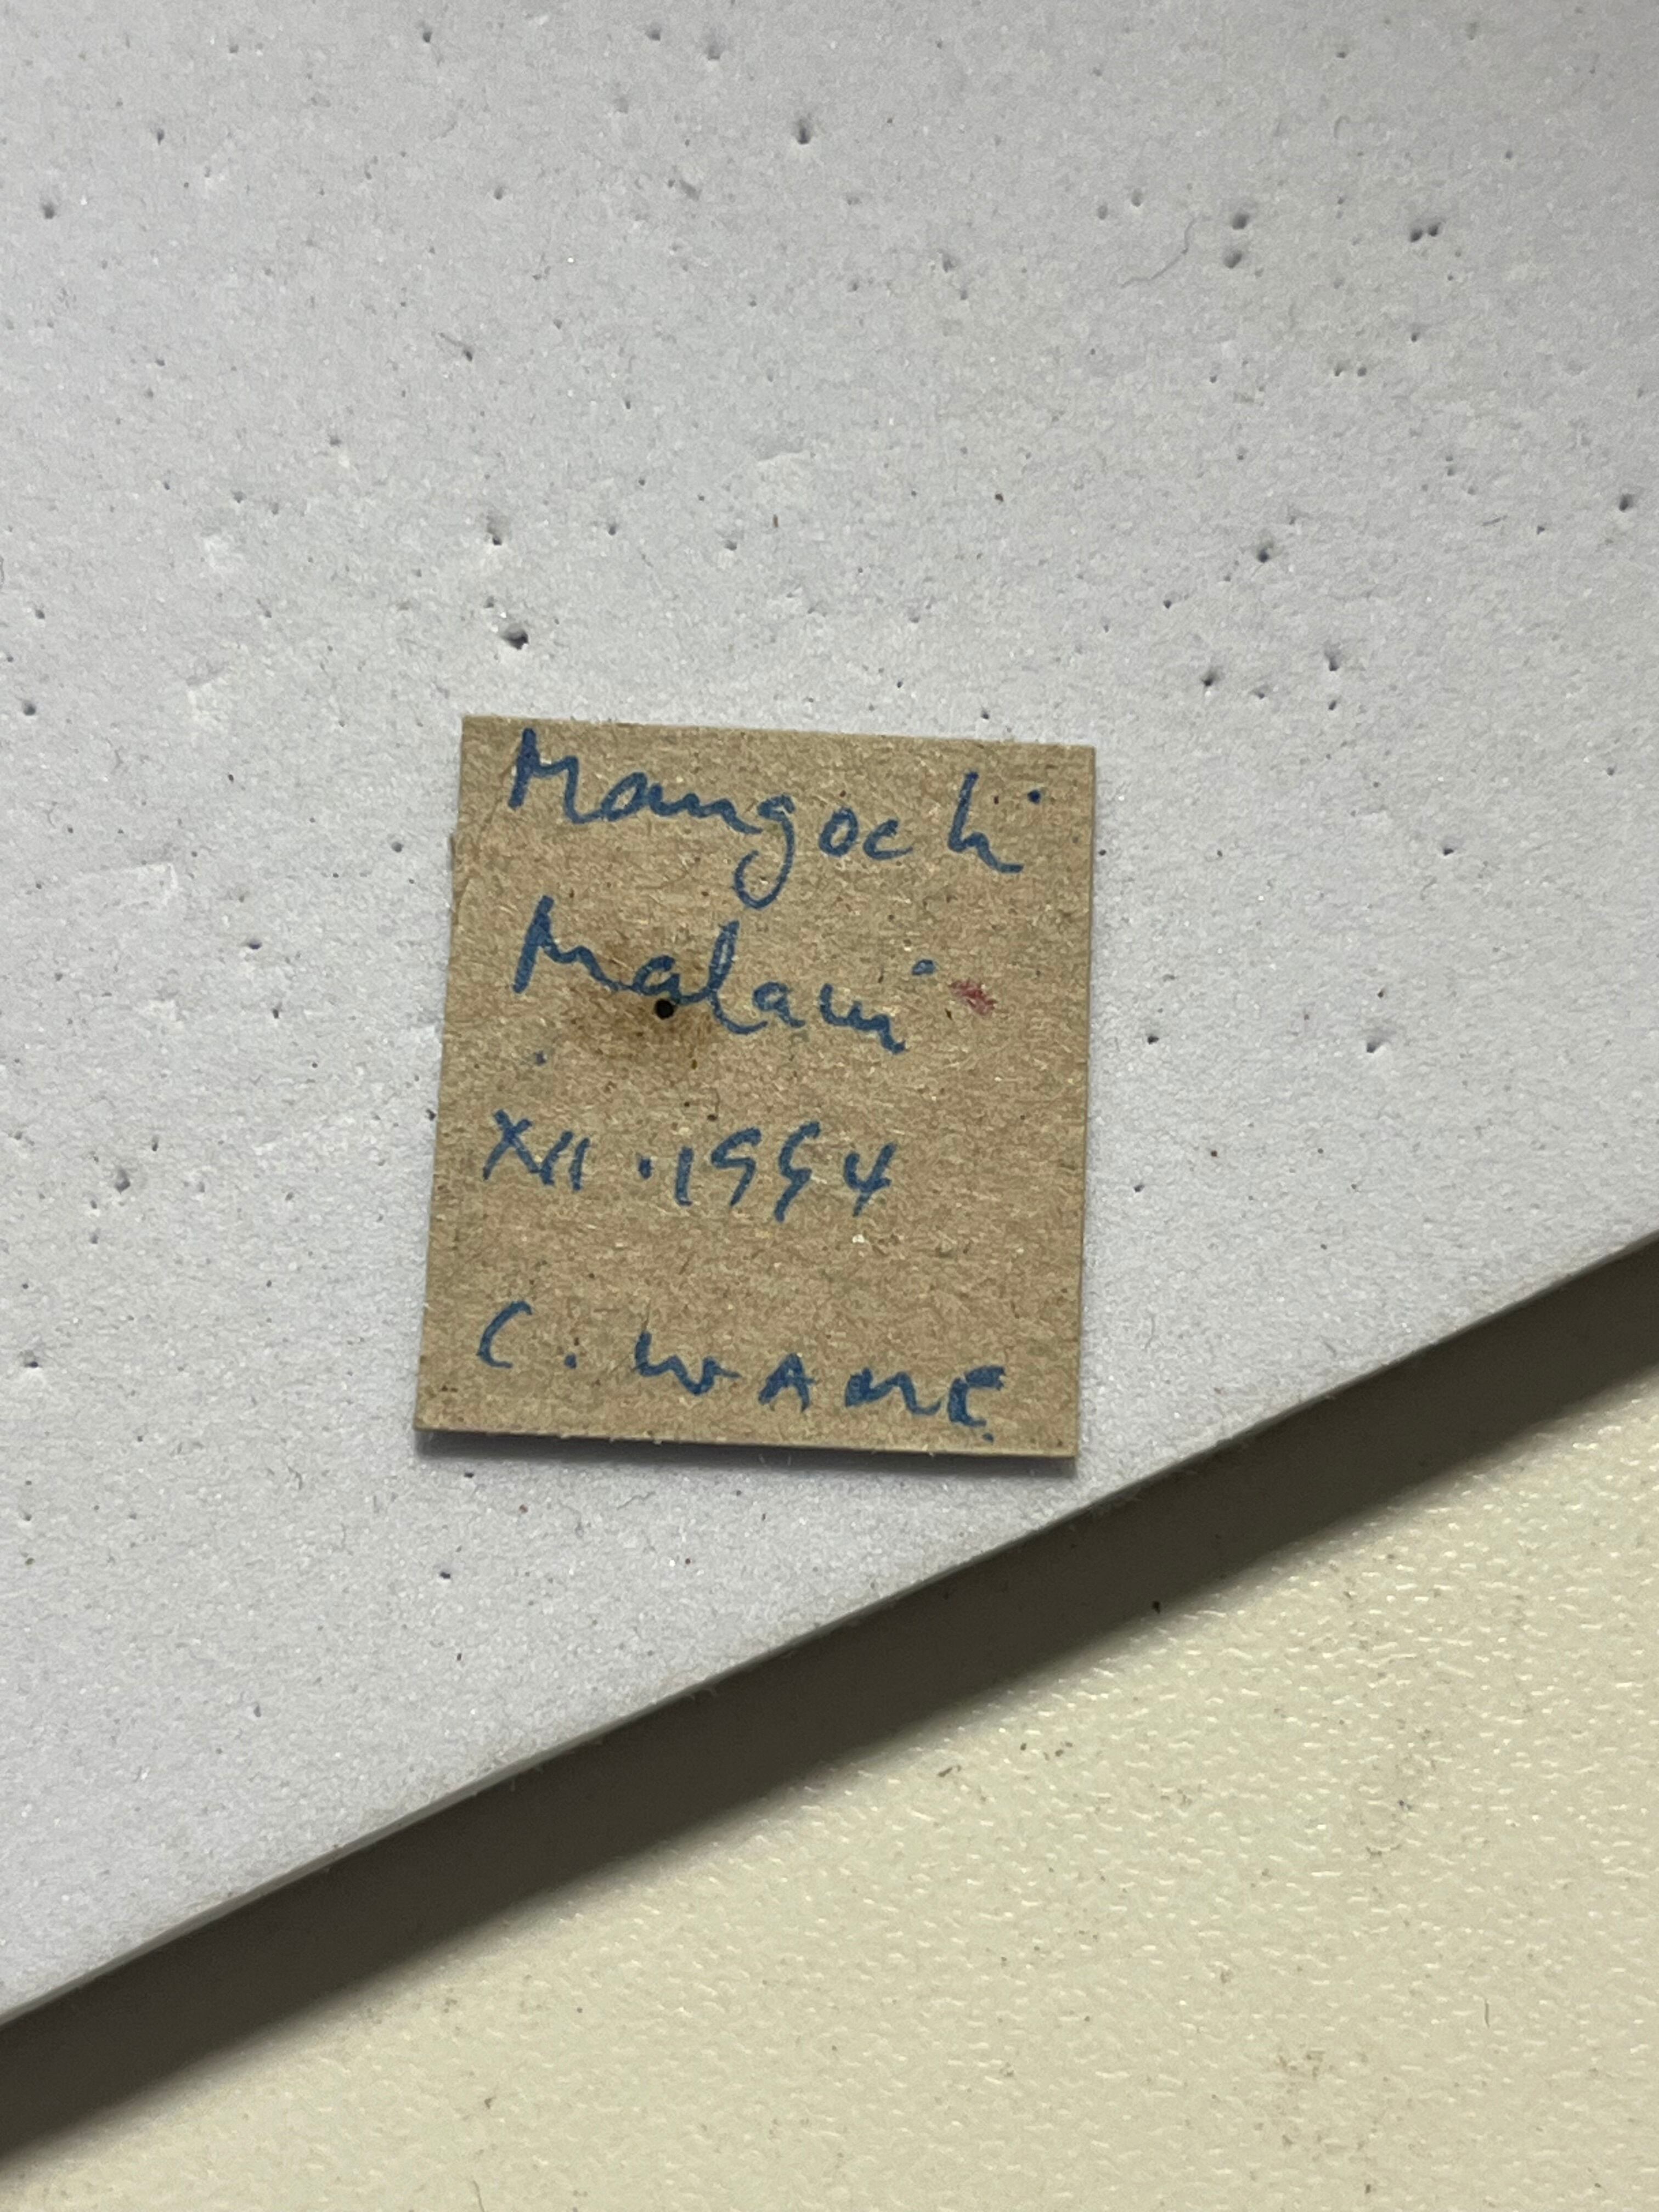 Mangochi
Malawi
XII.1994
C. WANE